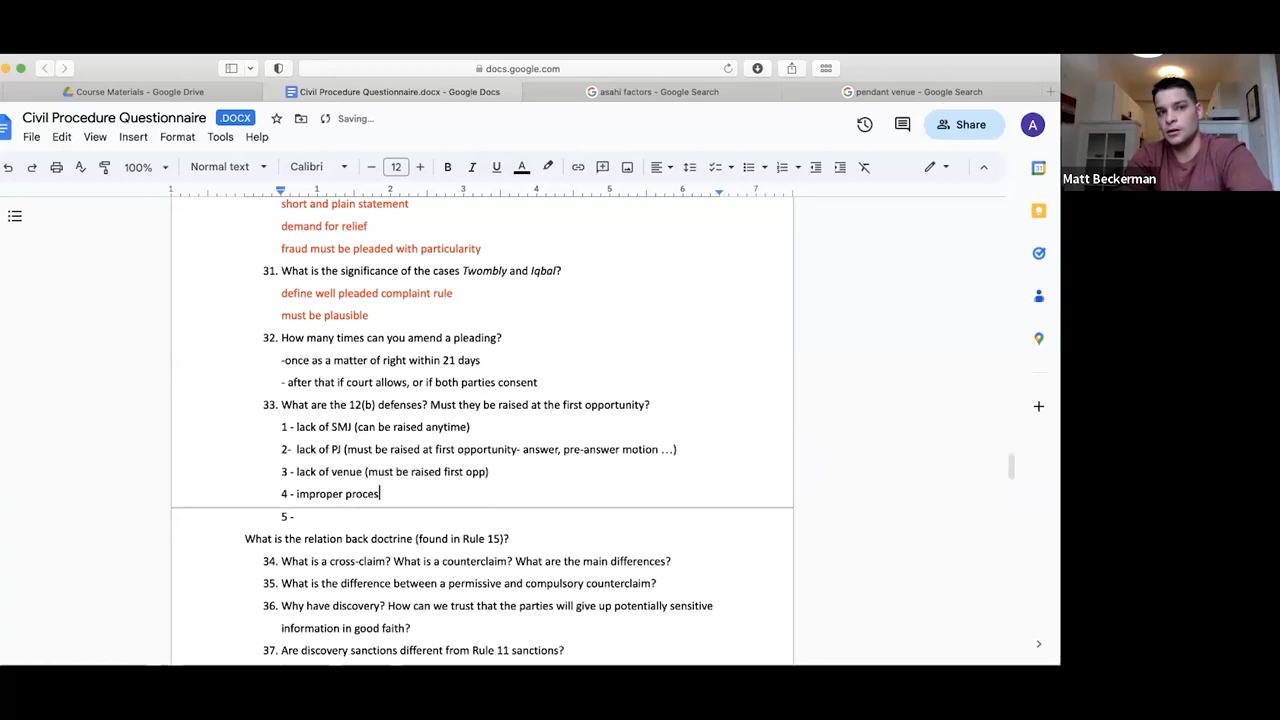 docs.google.com
Course Materials - Google Drive
Civil Procedure Questionnaire.docx - Google Docs
asahi factors - Google Search
pendant venue - Google Search
Civil Procedure Questionnaire .DOCX Saving...
Share
A
File Edit View Insert Format Tools Help
100% Normal text Calibri 12 B I U A
1 1 2 3 4 5 6 7
Matt Beckerman
short and plain statement
demand for relief
fraud must be pleaded with particularity
31. What is the significance of the cases Twombly and Iqbal?
define well pleaded complaint rule
must be plausible
32. How many times can you amend a pleading?
-once as a matter of right within 21 days
- after that if court allows, or if both parties consent
33. What are the 12(b) defenses? Must they be raised at the first opportunity?
1 - lack of SMJ (can be raised anytime)
2- lack of PJ (must be raised at first opportunity- answer, pre-answer motion ...)
3 - lack of venue (must be raised first opp)
4 - improper proces
5 -
What is the relation back doctrine (found in Rule 15)?
34. What is a cross-claim? What is a counterclaim? What are the main differences?
35. What is the difference between a permissive and compulsory counterclaim?
36. Why have discovery? How can we trust that the parties will give up potentially sensitive
information in good faith?
37. Are discovery sanctions different from Rule 11 sanctions?